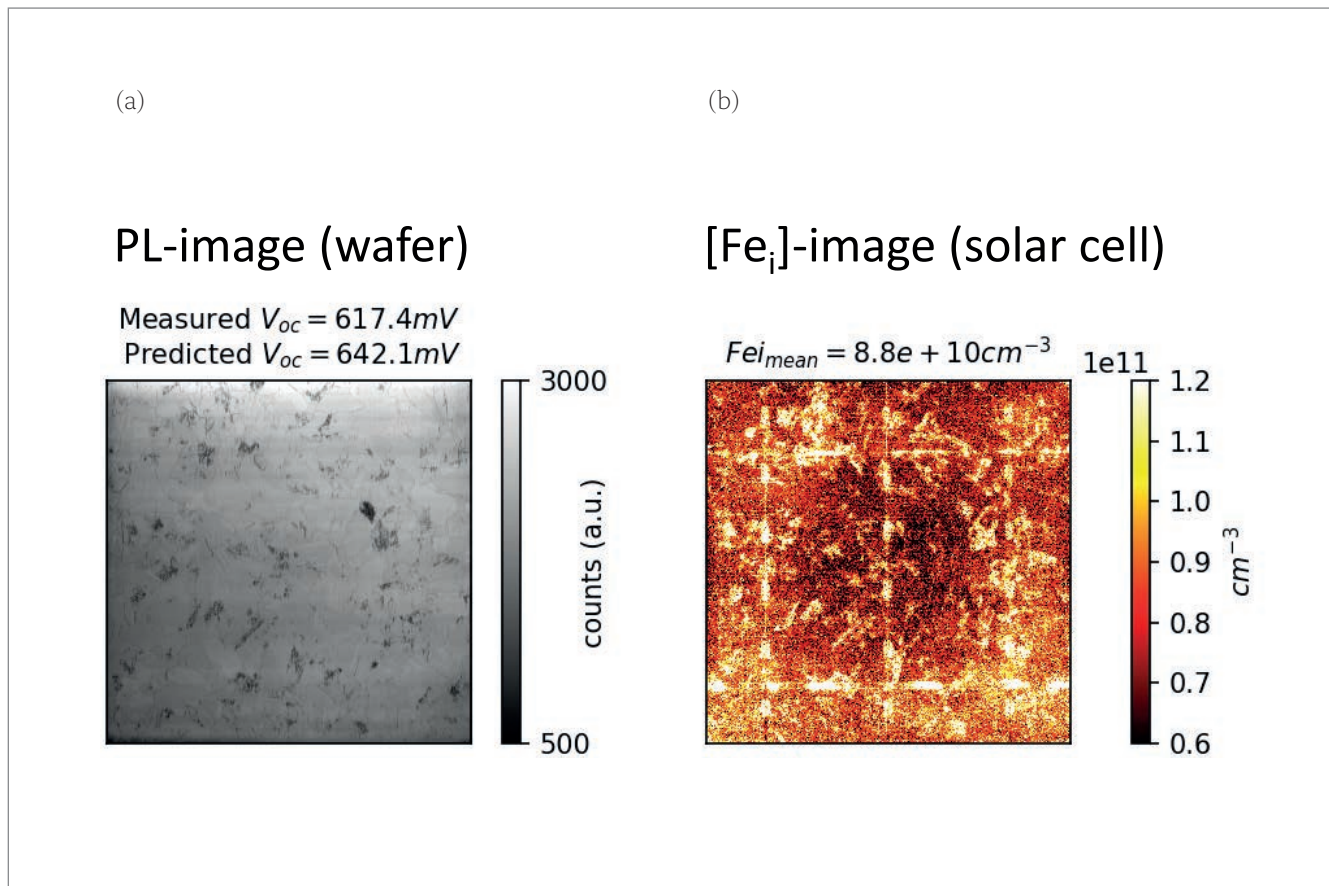 (a)
PL-image (wafer)
Measured Voc = 617.4mV
Predicted Voc = 642.1mV
3000
counts (a.u.)
500
(b)
[Fei]-image (solar cell)
Feimean = 8.8e + 10cm−3
1e11
1.2
1.1
1.0
0.9
0.8
0.7
0.6
cm−3